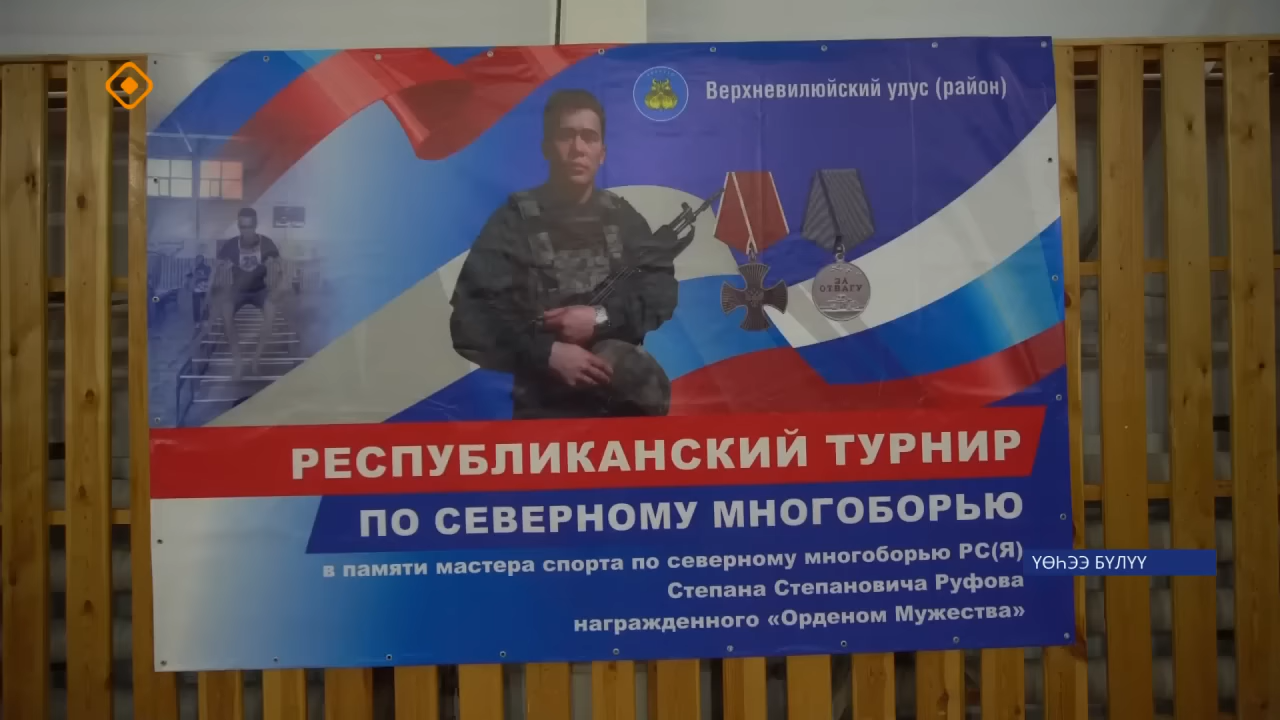 Верхневилюйский улус (район)
ЗА
ОТВАГУ
РЕСПУБЛИКАНСКИЙ ТУРНИР
ПО СЕВЕРНОМУ МНОГОБОРЬЮ
в памяти мастера спорта по северному многоборью РС(Я)
Степана Степановича Руфова
награжденного «Орденом Мужества»
ҮӨҺЭЭ БҮЛҮҮ